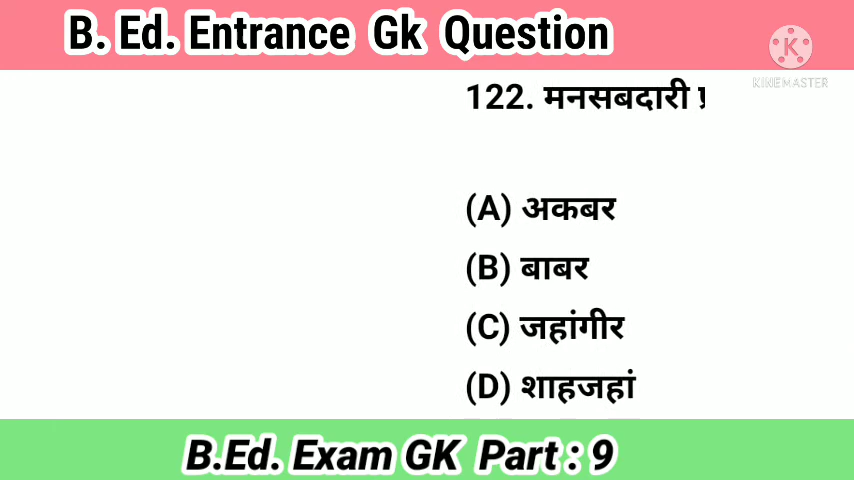 B. Ed. Entrance Gk Question
K
KINEMASTER
122. मनसबदारी
(A) अकबर
(B) बाबर
(C) जहांगीर
(D) शाहजहां
B.Ed. Exam GK Part : 9